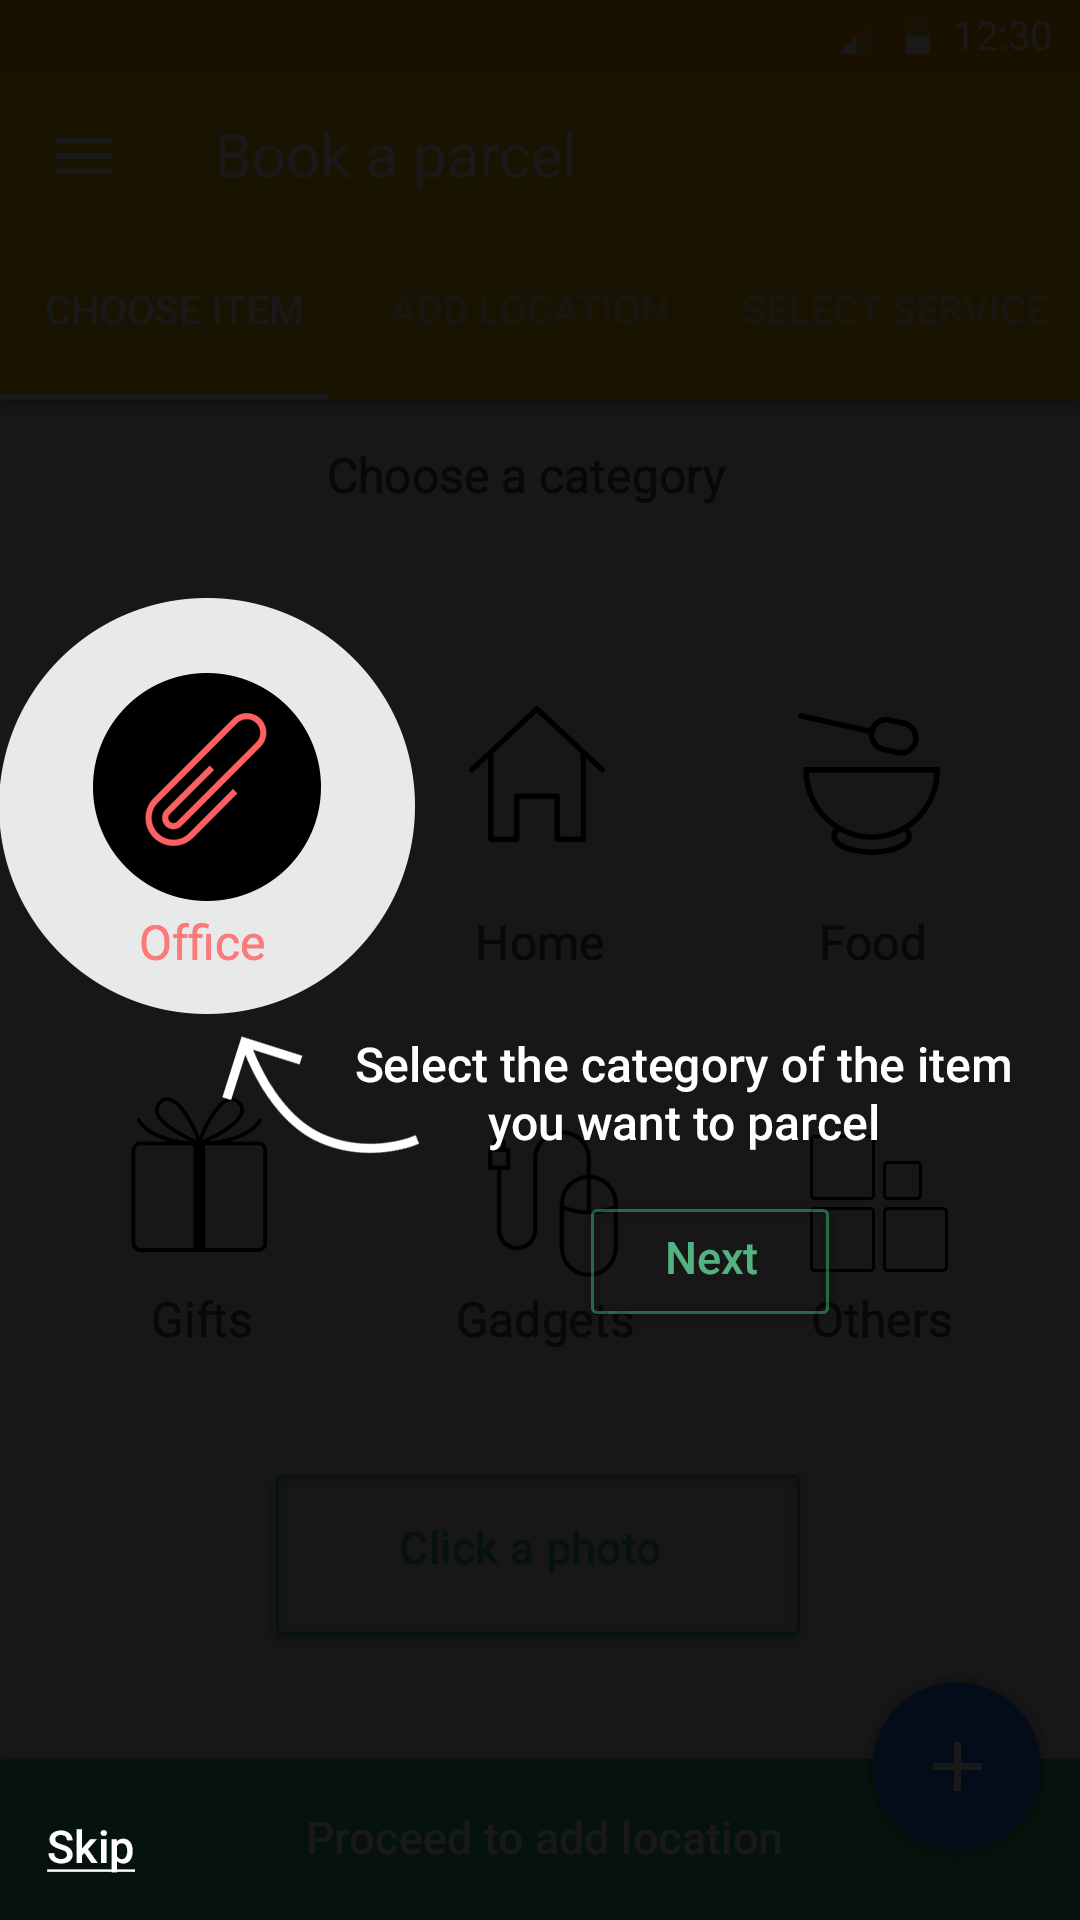 12:30
Book a parcel
CHOOSE ITEM ADD LOCATION SELECT SERVICE
Choose a category
Office Home Food
Select the category of the item
you want to parcel
Next
Gifts Gadgets Others
Click a photo
Proceed to add location
Skip